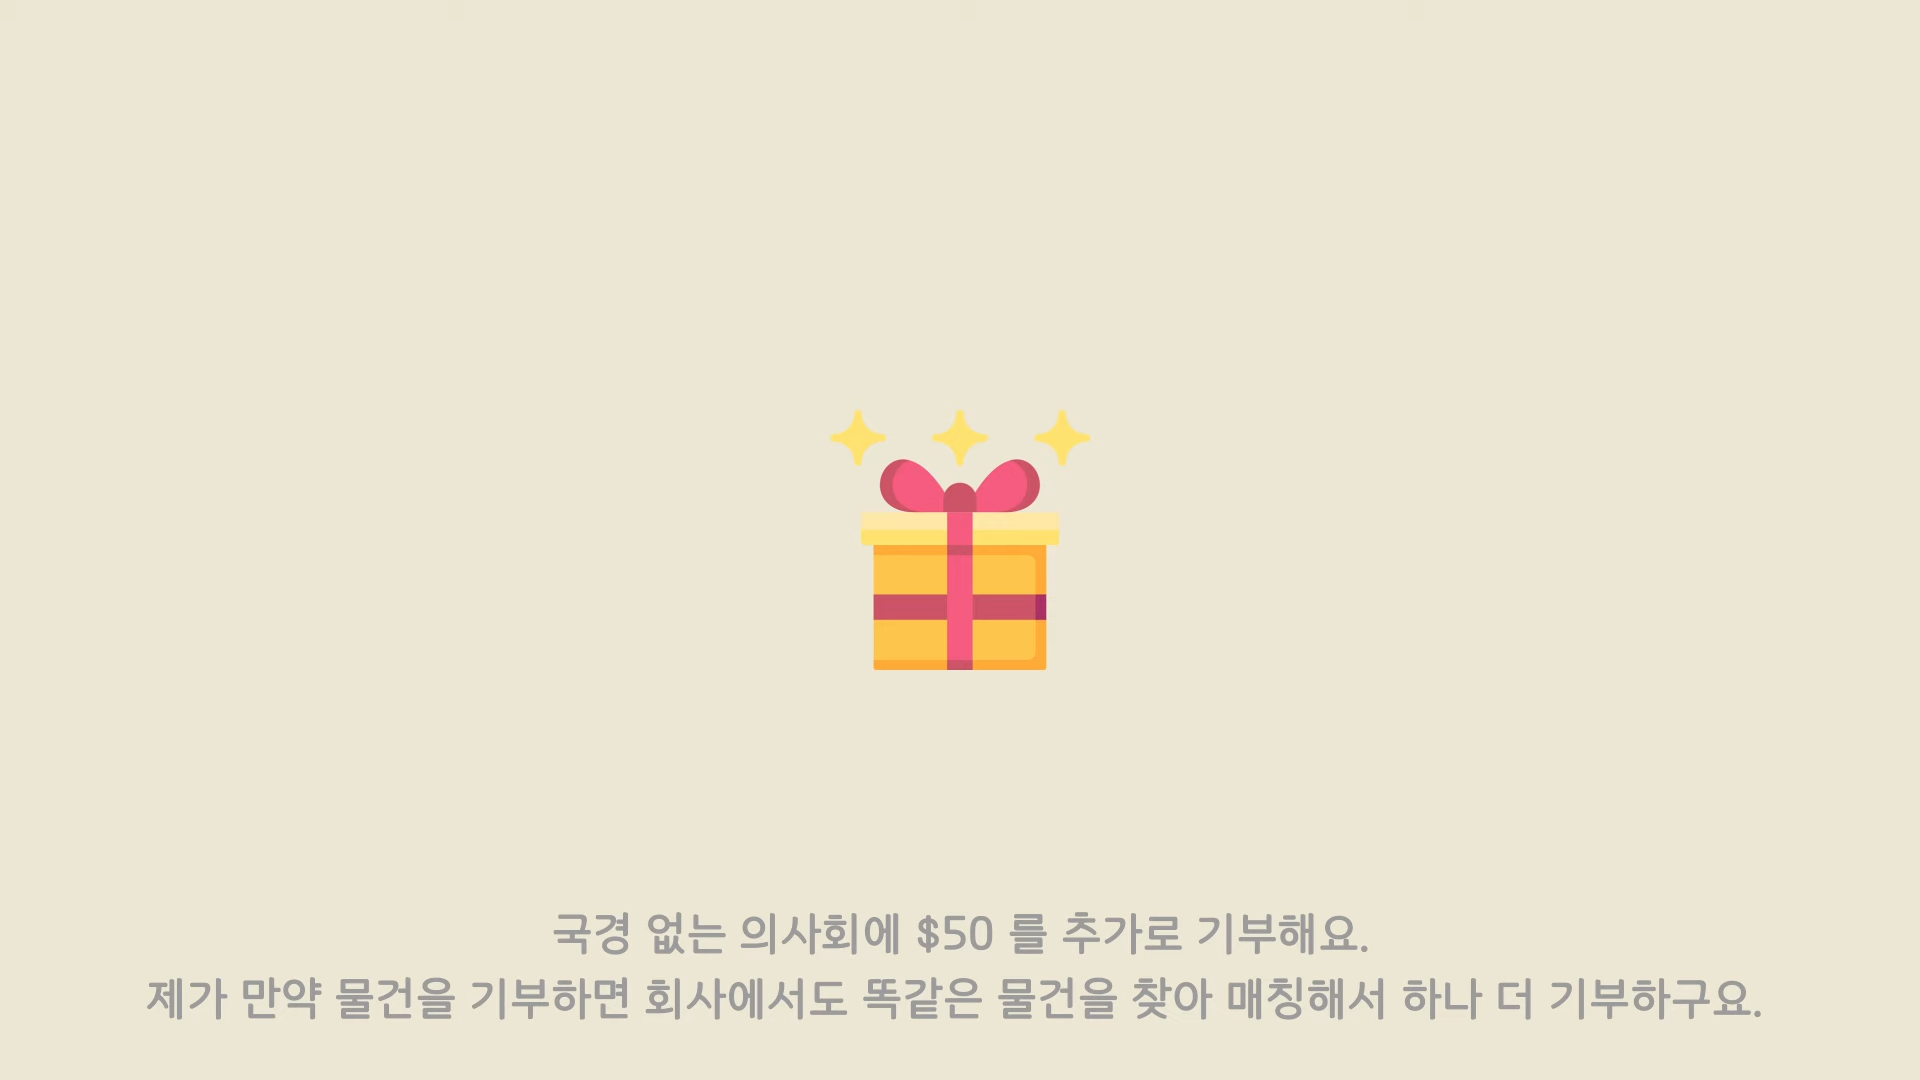 국경 없는 의사회에 $50 를 추가로 기부해요.
제가 만약 물건을 기부하면 회사에서도 똑같은 물건을 찾아 매칭해서 하나 더 기부하구요.